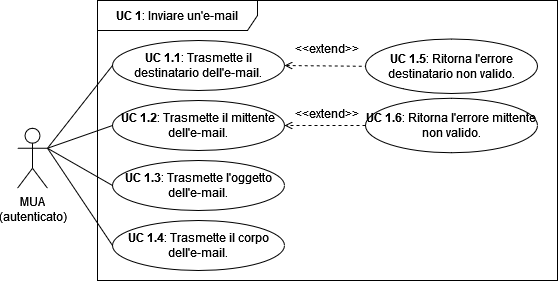 UC 1: Inviare un'e-mail
UC 1.1: Trasmette il
destinatario dell'e-mail.
<<extend>>
UC 1.5: Ritorna l'errore
destinatario non valido.
UC 1.2: Trasmette il mittente
dell'e-mail.
<<extend>>
UC 1.6: Ritorna l'errore mittente
non valido.
UC 1.3: Trasmette l'oggetto
dell'e-mail.
MUA
(autenticato)
UC 1.4: Trasmette il corpo
dell'e-mail.